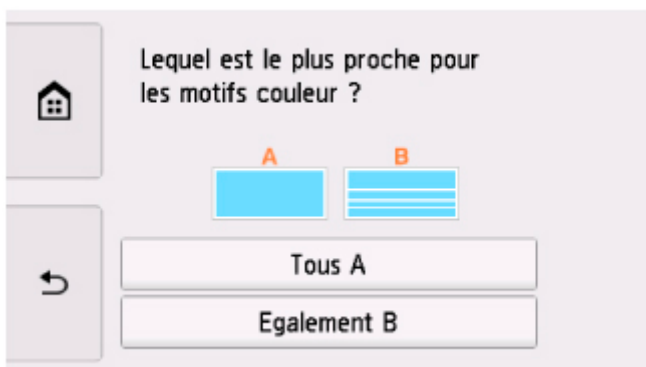 Lequel est le plus proche pour
les motifs couleur ?
A
B
Tous A
Egalement B